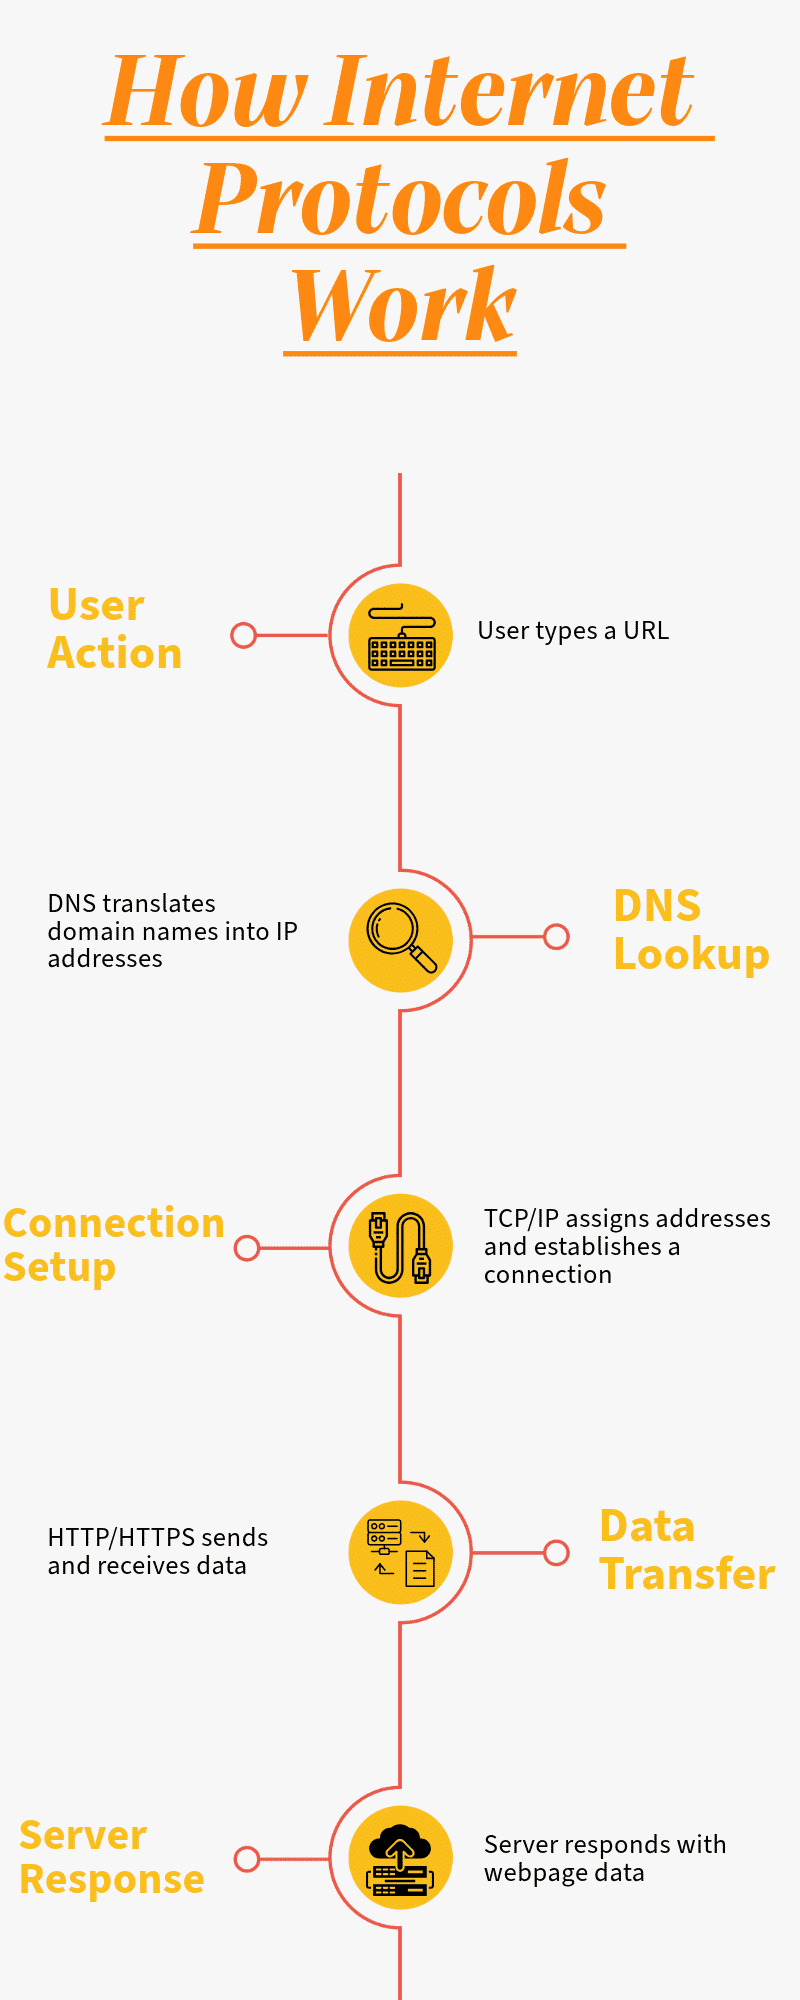 How Internet
Protocols
Work
User
Action
User types a URL
DNS translates
domain names into IP
addresses
DNS
Lookup
Connection
Setup
TCP/IP assigns addresses
and establishes a
connection
HTTP/HTTPS sends
and receives data
Data
Transfer
Server
Response
Server responds with
webpage data